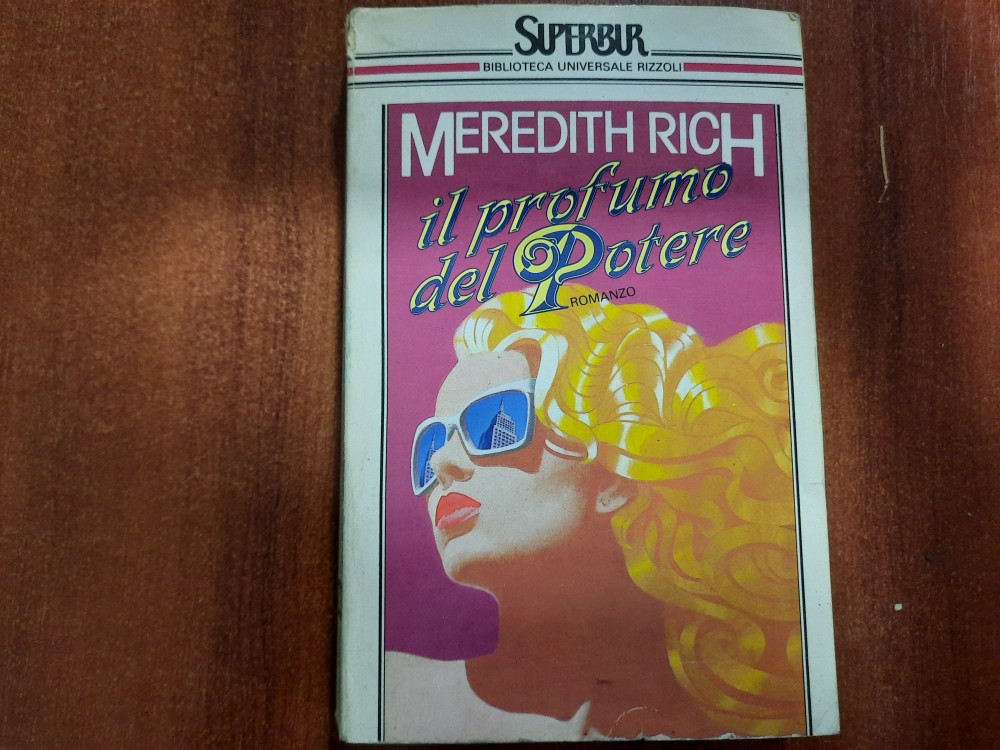 SUPERBUR
BIBLIOTECA UNIVERSALE RIZZOLI
MEREDITH RICH
il profumo
del Potere
ROMANZO